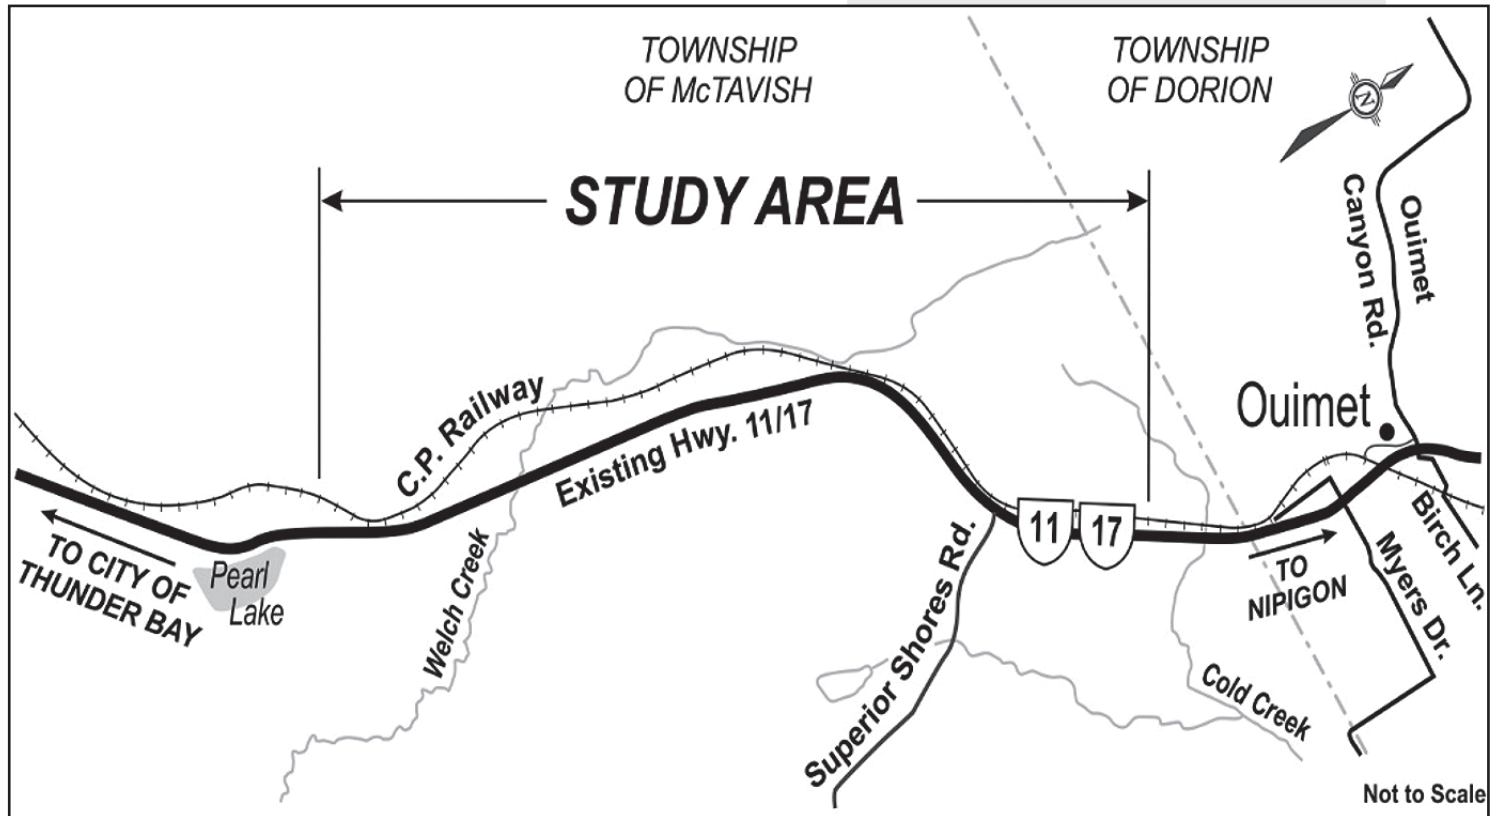 TOWNSHIP
OF McTAVISH
TOWNSHIP
OF DORION
N
STUDY AREA
Ouimet
Canyon Rd.
Ouimet
C.P. Railway
Existing Hwy. 11/17
11
17
TO CITY OF
THUNDER BAY
Pearl
Lake
Welch Creek
Superior Shores Rd.
TO
NIPIGON
Birch Ln.
Myers Dr.
Cold Creek
Not to Scale